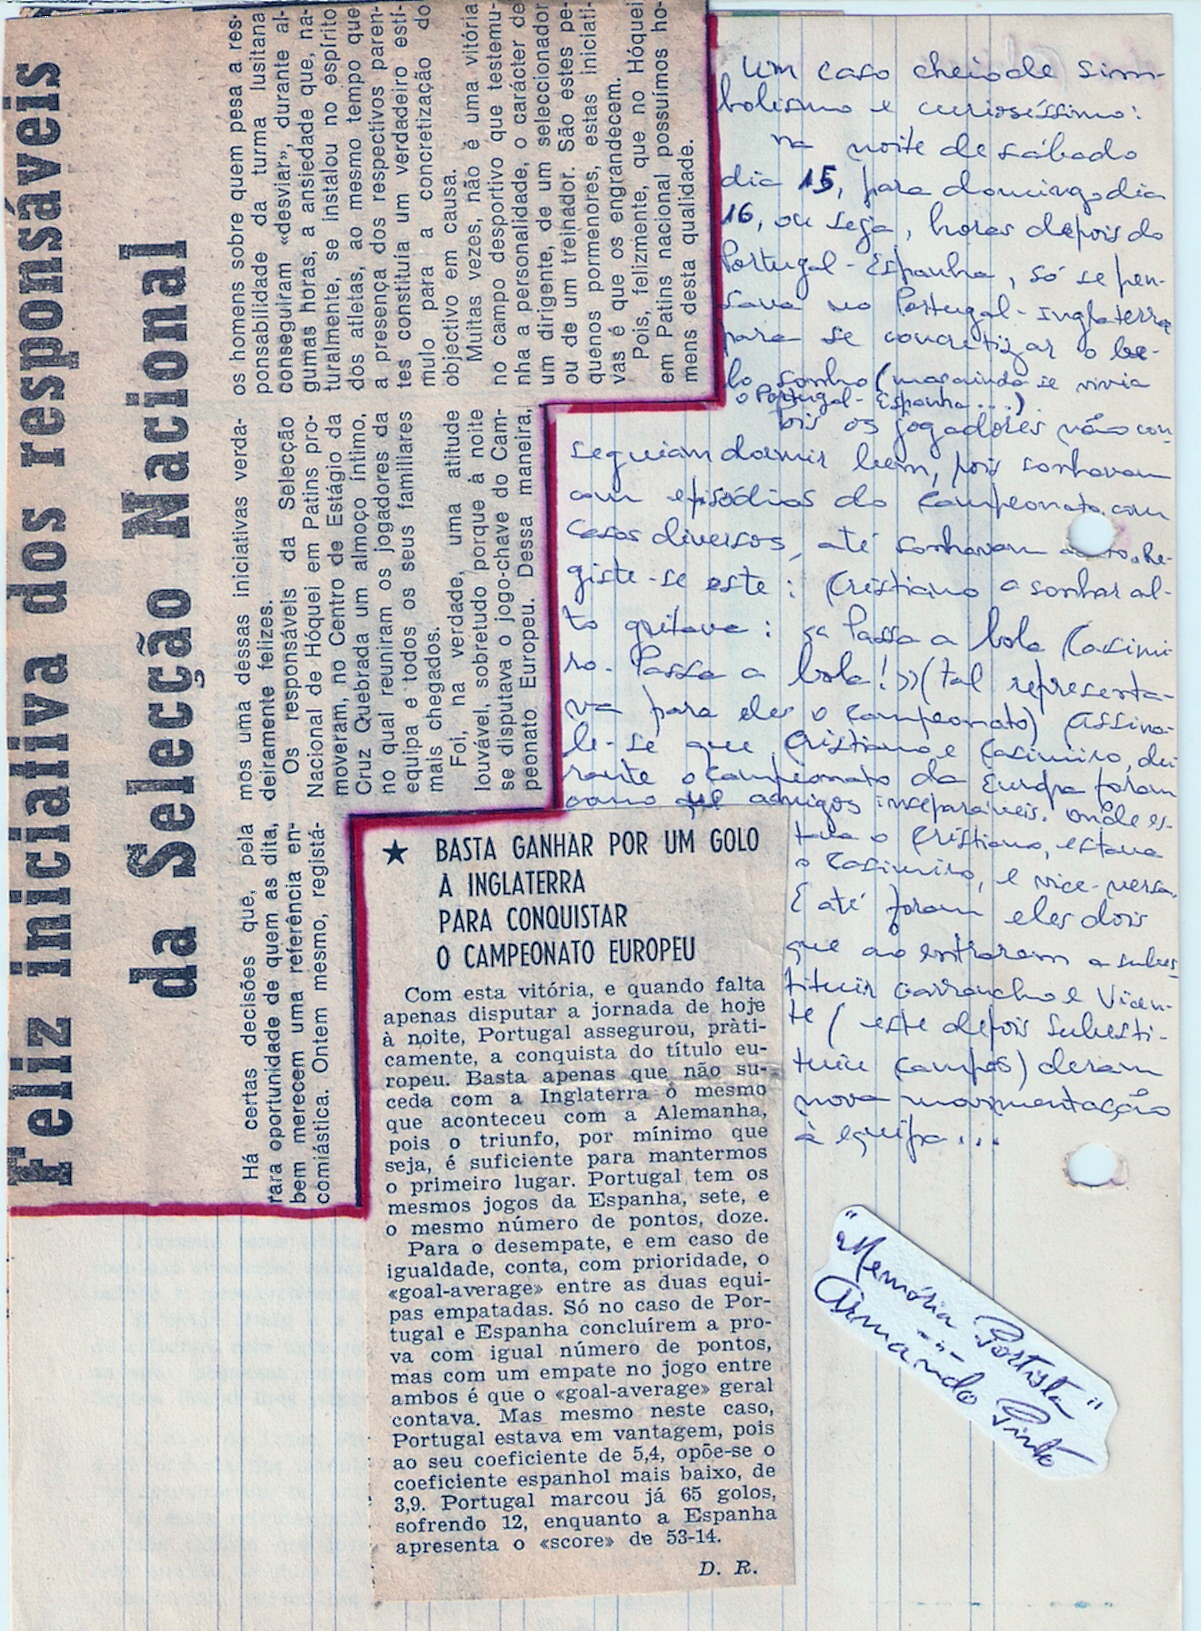 Feliz iniciativa dos responsáveis
da Selecção Nacional
Há certas decisões que, pela
rara oportunidade de quem as dita,
bem merecem uma referência en-
comiástica. Ontem mesmo, registá-
mos uma dessas iniciativas verda-
deiramente felizes.
Os responsáveis da Selecção
Nacional de Hóquei em Patins pro-
moveram, no Centro de Estágio da
Cruz Quebrada um almoço íntimo,
no qual reuniram os jogadores da
equipa e todos os seus familiares
mais chegados.
Foi, na verdade, uma atitude
louvável, sobretudo porque à noite
se disputava o jogo-chave do Cam-
peonato Europeu. Dessa maneira,
os homens sobre quem pesa a res-
ponsabilidade da turma lusitana
conseguiram «desviar», durante al-
gumas horas, a ansiedade que, na-
turalmente, se instalou no espírito
dos atletas, ao mesmo tempo que
a presença dos respectivos paren-
tes constituía um verdadeiro estí-
mulo para a concretização do
objectivo em causa.
Muitas vezes, não é uma vitória
no campo desportivo que testemu-
nha a personalidade, o carácter de
um dirigente, de um seleccionador
ou de um treinador. São estes pe-
quenos pormenores, estas iniciati-
vas é que os engrandecem.
Pois, felizmente, que no Hóquei
em Patins nacional possuímos ho-
mens desta qualidade.
Um caso cheio de sim-
bolismo e curiosíssimo:
Na noite de sábado
dia 15, para domingo dia
16, ou seja, horas depois do
Portugal-Espanha, só se pen-
sava no Portugal-Inglaterra
para se concretizar o be-
lo sonho (mas ainda se vivia
o Portugal-Espanha...)
pois os jogadores não con-
seguiam dormir bem, pois sonhavam
com episódios do Campeonato, com
casos diversos, até sonhavam
giste-se este: Cristiano a sonhar al-
to gritava: «Passa a bola Casimi-
ro. Passa a bola!»(tal representa-
va para eles o Campeonato) Assina-
le-se que Cristiano e Casimiro, du-
rante o campeonato da Europa foram
como amigos inseparáveis. Onde es-
tava o Cristiano, estava
o Casimiro, e vice-versa.
E até foram eles dois
que ao entrarem a subs-
tituir Garrancho e Vicen-
te (este depois substi-
tuiu Campos) deram
nova movimentação
à equipa...
★ BASTA GANHAR POR UM GOLO
À INGLATERRA
PARA CONQUISTAR
O CAMPEONATO EUROPEU
Com esta vitória, e quando falta
apenas disputar a jornada de hoje
à noite, Portugal assegurou, pràti-
camente, a conquista do título eu-
ropeu. Basta apenas que não su-
ceda com a Inglaterra o mesmo
que aconteceu com a Alemanha,
pois o triunfo, por mínimo que
seja, é suficiente para mantermos
o primeiro lugar. Portugal tem os
mesmos jogos da Espanha, sete, e
o mesmo número de pontos, doze.
Para o desempate, e em caso de
igualdade, conta, com prioridade, o
«goal-average» entre as duas equi-
pas empatadas. Só no caso de Por-
tugal e Espanha concluírem a pro-
va com igual número de pontos,
mas com um empate no jogo entre
ambos é que o «goal-average» geral
contava. Mas mesmo neste caso,
Portugal estava em vantagem, pois
ao seu coeficiente de 5,4, opõe-se o
coeficiente espanhol mais baixo, de
3,9. Portugal marcou já 65 golos,
sofrendo 12, enquanto a Espanha
apresenta o «score» de 53-14.
D. R.
"Memória Portista"
Armando Pinto